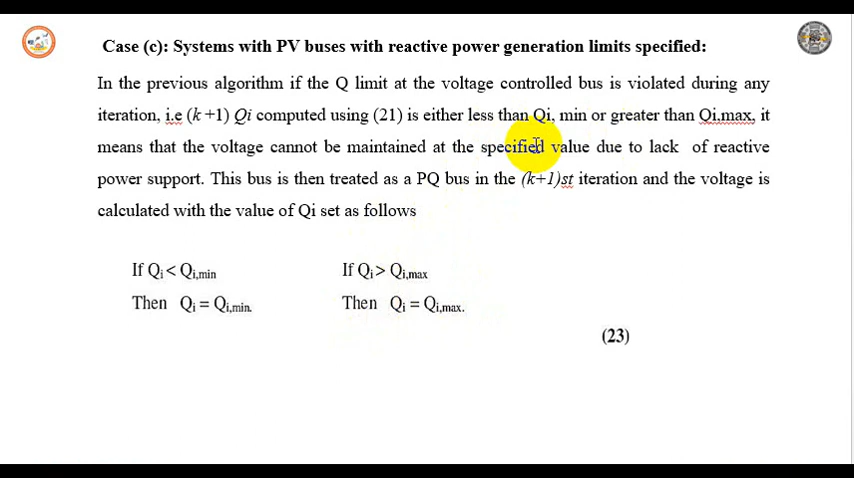 Case (c): Systems with PV buses with reactive power generation limits specified:
In the previous algorithm if the Q limit at the voltage controlled bus is violated during any
iteration, i.e (k +1) Qi computed using (21) is either less than Qi, min or greater than Qi,max, it
means that the voltage cannot be maintained at the specified value due to lack of reactive
power support. This bus is then treated as a PQ bus in the (k+1)st iteration and the voltage is
calculated with the value of Qi set as follows
If Qi < Qi,min If Qi > Qi,max
Then Qi = Qi,min. Then Qi = Qi,max.
(23)